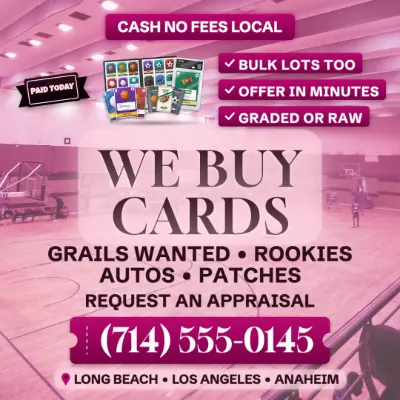 CASH NO FEES LOCAL
PAID TODAY
✓ BULK LOTS TOO
✓ OFFER IN MINUTES
✓ GRADED OR RAW
WE BUY
CARDS
GRAILS WANTED • ROOKIES
AUTOS • PATCHES
REQUEST AN APPRAISAL
(714) 555-0145
LONG BEACH • LOS ANGELES • ANAHEIM